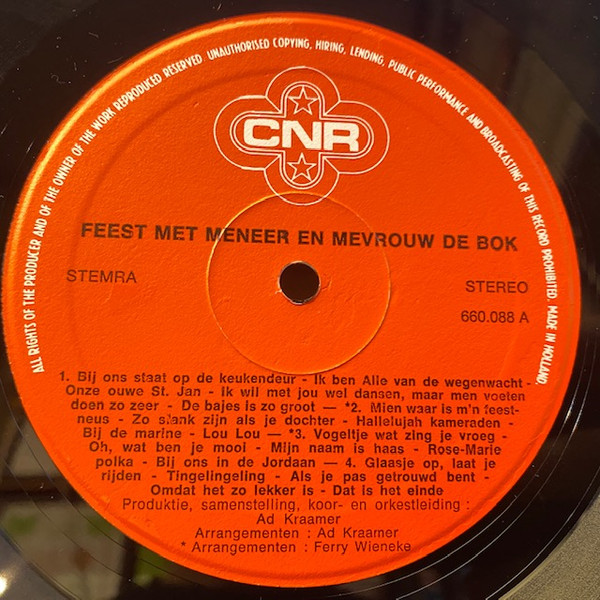 ALL RIGHTS OF THE PRODUCER AND OF THE OWNER OF THE WORK REPRODUCED RESERVED UNAUTHORISED COPYING, HIRING, LENDING, PUBLIC PERFORMANCE AND BROADCASTING OF THIS RECORD PROHIBITED. MADE IN HOLLAND
CNR
FEEST MET MENEER EN MEVROUW DE BOK
STEMRA
STEREO
660.088 A
1. Bij ons staat op de keukendeur - Ik ben Alie van de wegenwacht -
Onze ouwe St. Jan - Ik wil met jou wel dansen, maar men voeten
doen zo zeer - De bajes is zo groot — *2. Mien waar is m'n feest-
neus - Zo slank zijn als je dochter - Hallelujah kameraden -
Bij de marine - Lou Lou — *3. Vogeltje wat zing je vroeg -
Oh, wat ben je mooi - Mijn naam is haas - Rose-Marie
polka - Bij ons in de Jordaan — 4. Glaasje op, laat je
rijden - Tingelingeling - Als je pas getrouwd bent -
Omdat het zo lekker is - Dat is het einde
Produktie, samenstelling, koor- en orkestleiding :
Ad Kraamer
Arrangementen : Ad Kraamer
* Arrangementen : Ferry Wieneke